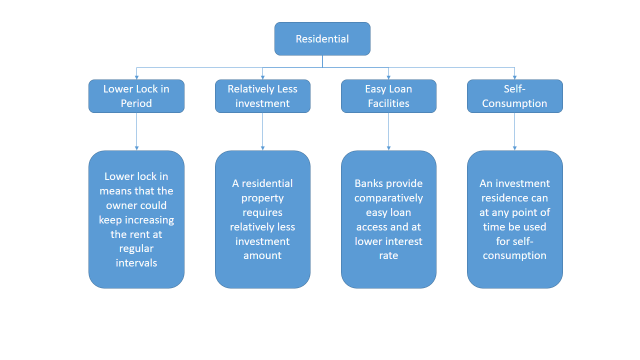 Residential
Lower Lock in
Period
Relatively Less
investment
Easy Loan
Facilities
Self-
Consumption
Lower lock in
means that the
owner could
keep increasing
the rent at
regular
intervals
A residential
property
requires
relatively less
investment
amount
Banks provide
comparatively
easy loan
access and at
lower interest
rate
An investment
residence can
at any point of
time be used
for self-
consumption